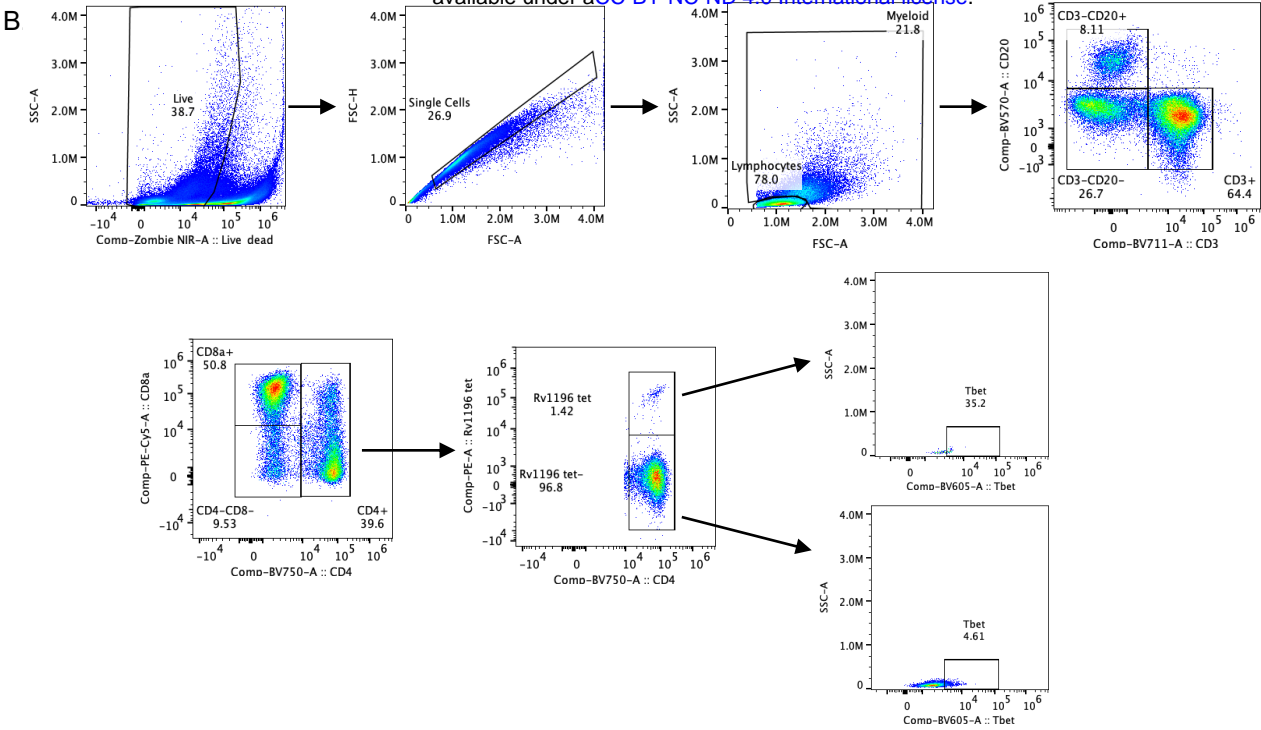 available under aCC-BY-NC-ND 4.0 International license.
B
4.0M
3.0M
2.0M
1.0M
0
SSC-A
Live
38.7
-10^4 0 10^4 10^5 10^6
Comp-Zombie NIR-A :: Live dead
4.0M
3.0M
2.0M
1.0M
0
FSC-H
Single Cells
26.9
0 1.0M 2.0M 3.0M 4.0M
FSC-A
4.0M
3.0M
2.0M
1.0M
0
SSC-A
Myeloid
21.8
Lymphocytes
78.0
0 1.0M 2.0M 3.0M 4.0M
FSC-A
10^6
10^5
10^4
10^3
0
-10^3
Comp-BV570-A :: CD20
CD3-CD20+
8.11
CD3-CD20-
26.7
CD3+
64.4
0 10^4 10^5 10^6
Comp-BV711-A :: CD3
10^6
10^5
10^4
0
-10^4
Comp-PE-Cy5-A :: CD8a
CD8a+
50.8
CD4-CD8-
9.53
CD4+
39.6
-10^4 0 10^4 10^5 10^6
Comp-BV750-A :: CD4
10^6
10^5
10^4
10^3
0
-10^3
-10^4
Comp-PE-A :: Rv1196 tet
Rv1196 tet
1.42
Rv1196 tet-
96.8
-10^4 0 10^4 10^5 10^6
Comp-BV750-A :: CD4
4.0M
3.0M
2.0M
1.0M
0
SSC-A
Tbet
35.2
0 10^4 10^5 10^6
Comp-BV605-A :: Tbet
4.0M
3.0M
2.0M
1.0M
0
SSC-A
Tbet
4.61
0 10^4 10^5 10^6
Comp-BV605-A :: Tbet